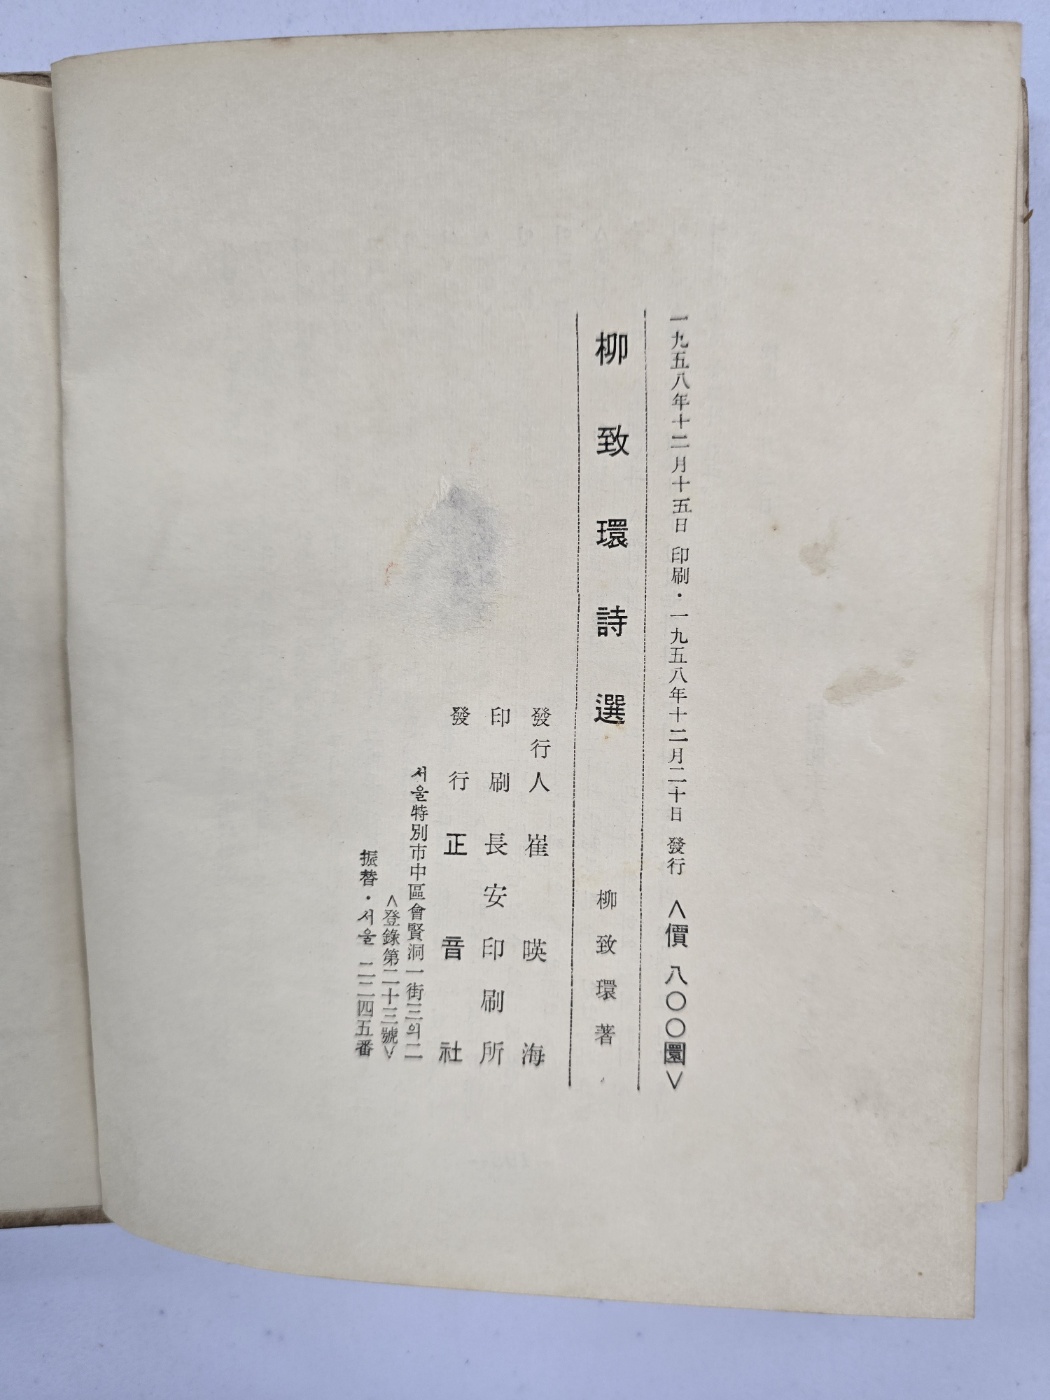 一九五八年十二月十五日 印刷・一九五八年十二月二十日 發行 <價 八〇〇圜>
柳致環詩選 柳致環著
發行人 崔暎海
印刷 長安印刷所
發行 正音社
서울特別市中區會賢洞一街三의二
<登錄第二十三號>
振替・서울 二二四五番